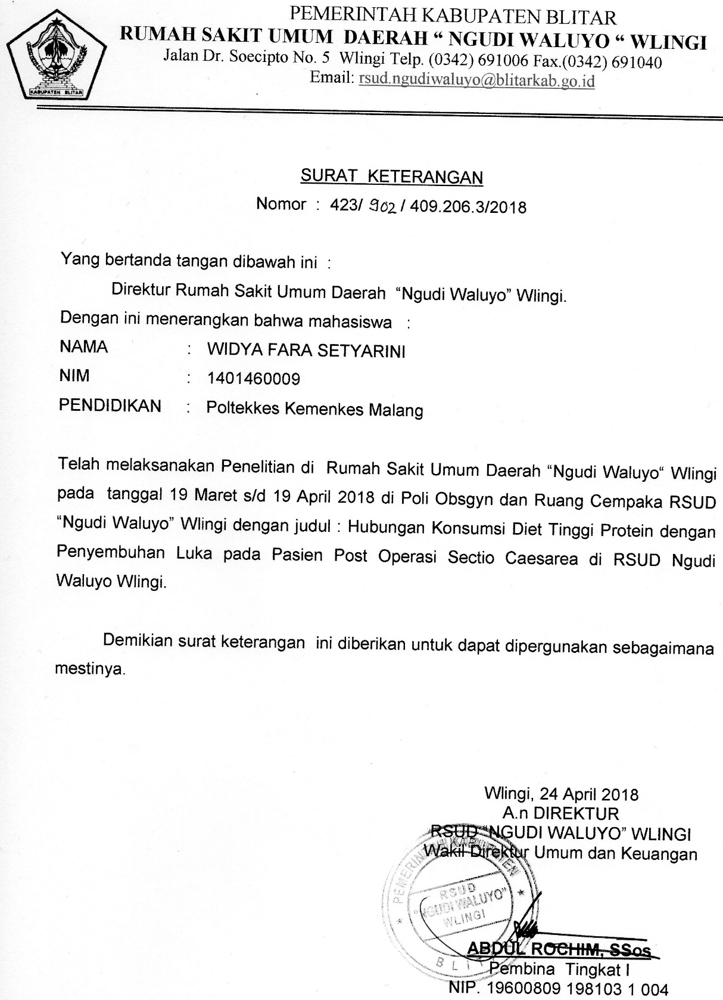 PEMERINTAH KABUPATEN BLITAR
RUMAH SAKIT UMUM DAERAH “ NGUDI WALUYO “ WLINGI
Jalan Dr. Soecipto No. 5 Wlingi Telp. (0342) 691006 Fax.(0342) 691040
Email: rsud.ngudiwaluyo@blitarkab.go.id
KABUPATEN BLITAR
SURAT KETERANGAN
Nomor : 423/ 902 / 409.206.3/2018
Yang bertanda tangan dibawah ini :
Direktur Rumah Sakit Umum Daerah “Ngudi Waluyo” Wlingi.
Dengan ini menerangkan bahwa mahasiswa :
NAMA : WIDYA FARA SETYARINI
NIM : 1401460009
PENDIDIKAN : Poltekkes Kemenkes Malang
Telah melaksanakan Penelitian di Rumah Sakit Umum Daerah “Ngudi Waluyo“ Wlingi
pada tanggal 19 Maret s/d 19 April 2018 di Poli Obsgyn dan Ruang Cempaka RSUD
“Ngudi Waluyo” Wlingi dengan judul : Hubungan Konsumsi Diet Tinggi Protein dengan
Penyembuhan Luka pada Pasien Post Operasi Sectio Caesarea di RSUD Ngudi
Waluyo Wlingi.
Demikian surat keterangan ini diberikan untuk dapat dipergunakan sebagaimana
mestinya.
Wlingi, 24 April 2018
A.n DIREKTUR
RSUD “NGUDI WALUYO” WLINGI
Wakil Direktur Umum dan Keuangan
PEMERINTAH KABUPATEN
RSUD
"NGUDI WALUYO"
WLINGI
ABDUL ROCHIM, SSos
Pembina Tingkat I
NIP. 19600809 198103 1 004